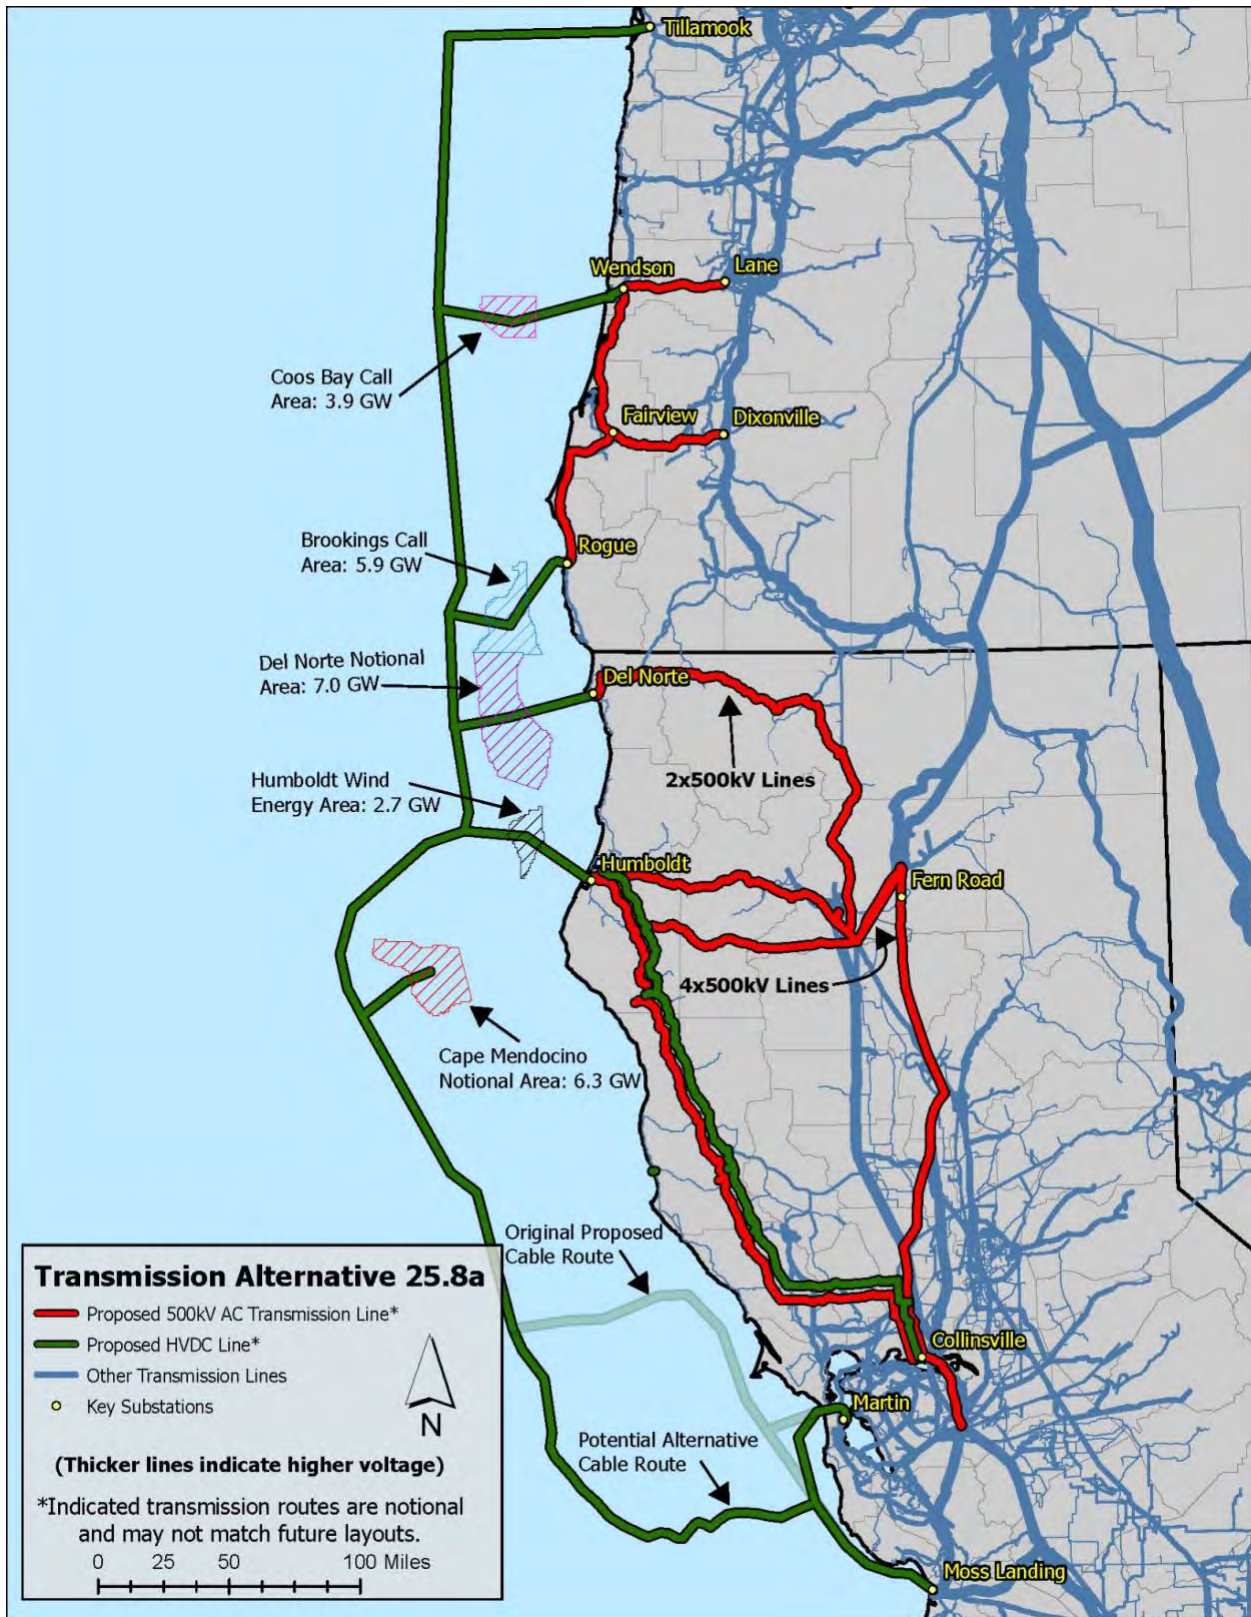 Tillamook
Wendson
Lane
Coos Bay Call
Area: 3.9 GW
Fairview
Dixonville
Brookings Call
Area: 5.9 GW
Rogue
Del Norte Notional
Area: 7.0 GW
Del Norte
2x500kV Lines
Humboldt Wind
Energy Area: 2.7 GW
Humboldt
Fern Road
4x500kV Lines
Cape Mendocino
Notional Area: 6.3 GW
Original Proposed
Cable Route
Transmission Alternative 25.8a
Proposed 500kV AC Transmission Line*
Proposed HVDC Line*
Other Transmission Lines
Key Substations
N
(Thicker lines indicate higher voltage)
*Indicated transmission routes are notional
and may not match future layouts.
0 25 50 100 Miles
Collinsville
Martin
Potential Alternative
Cable Route
Moss Landing